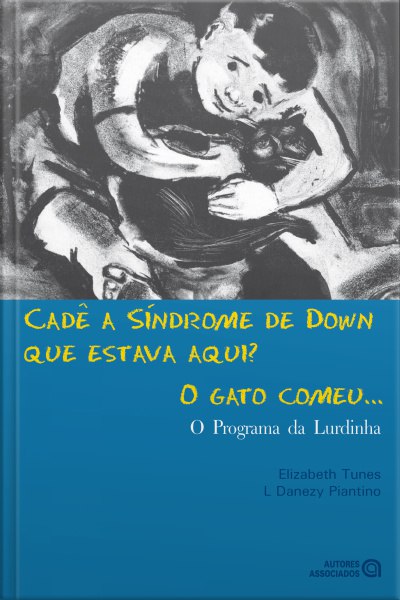 CADÊ A SÍNDROME DE DOWN
QUE ESTAVA AQUI?
O GATO COMEU...
O Programa da Lurdinha
Elizabeth Tunes
L Danezy Piantino
AUTORES
ASSOCIADOS